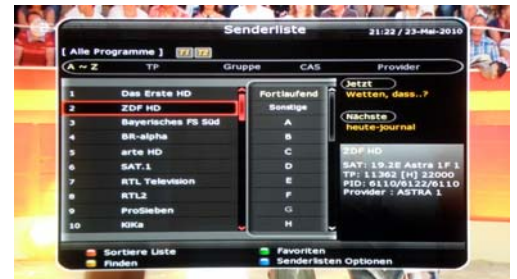 Senderliste
21:22 / 23-Mai-2010
[ Alle Programme ] T1 T2
A ~ Z TP Gruppe CAS Provider
1 Das Erste HD
2 ZDF HD
3 Bayerisches FS Süd
4 BR-alpha
5 arte HD
6 SAT.1
7 RTL Television
8 RTL2
9 ProSieben
10 KiKa
Fortlaufend
Sonstige
A
B
C
D
E
F
G
H
Jetzt
Wetten, dass..?
Nächste
heute-journal
ZDF HD
SAT: 19.2E Astra 1F 1
TP: 11362 [H] 22000
PID: 6110/6122/6110
Provider : ASTRA 1
Sortiere Liste
Favoriten
Finden
Senderlisten Optionen